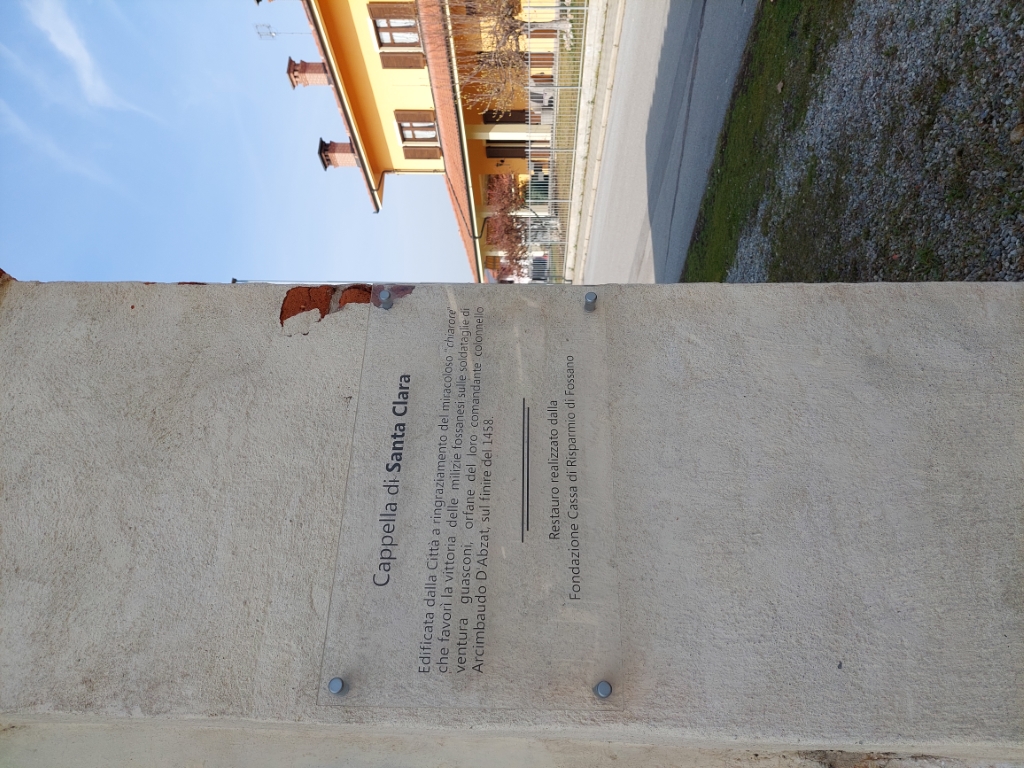 Cappella di Santa Clara
Edificata dalla Città a ringraziamento del miracoloso "chiarore"
che favorì la vittoria delle milizie fossanesi sulle soldataglie di
ventura guasconi, orfane del loro comandante colonnello
Arcimbaudo D'Abzat, sul finire del 1458.
Restauro realizzato dalla
Fondazione Cassa di Risparmio di Fossano